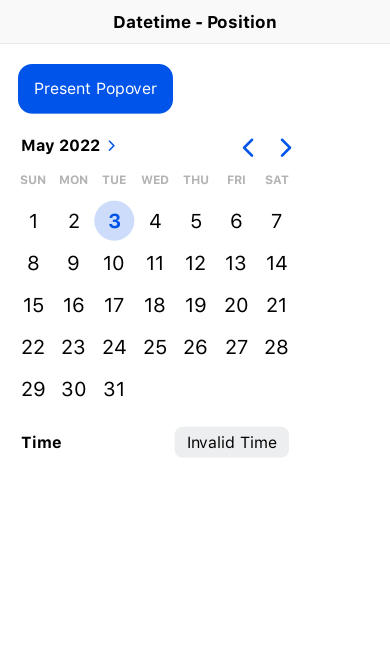 Datetime - Position
Present Popover
May 2022
SUN MON TUE WED THU FRI SAT
1 2 3 4 5 6 7
8 9 10 11 12 13 14
15 16 17 18 19 20 21
22 23 24 25 26 27 28
29 30 31
Time Invalid Time